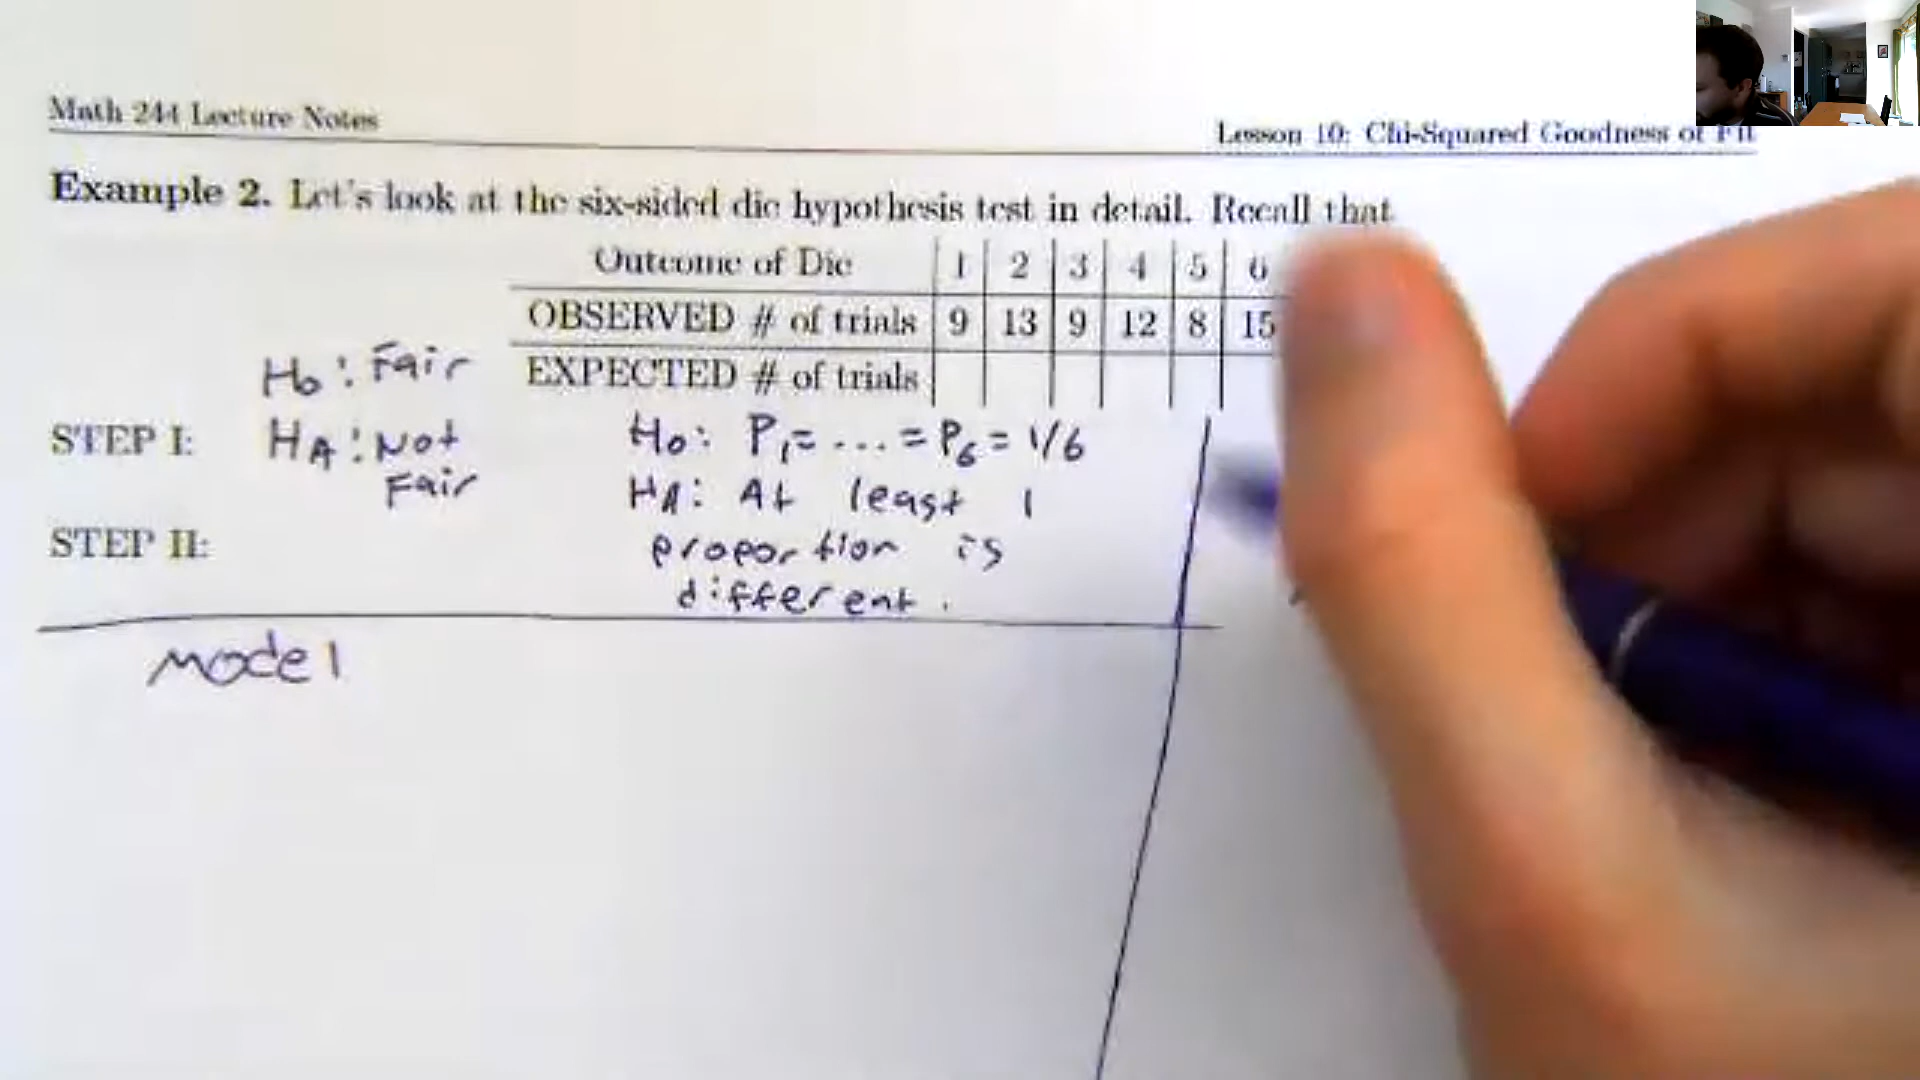 Math 244 Lecture Notes
Lesson 10: Chi-Squared Goodness of Fit
Example 2. Let's look at the six-sided die hypothesis test in detail. Recall that
Outcome of Die 1 2 3 4 5 6
OBSERVED # of trials 9 13 9 12 8 15
EXPECTED # of trials
H₀: Fair
STEP I: Hₐ: Not
Fair
H₀: P₁= ... = P₆ = 1/6
Hₐ: At least 1
proportion is
different.
STEP II:
Model